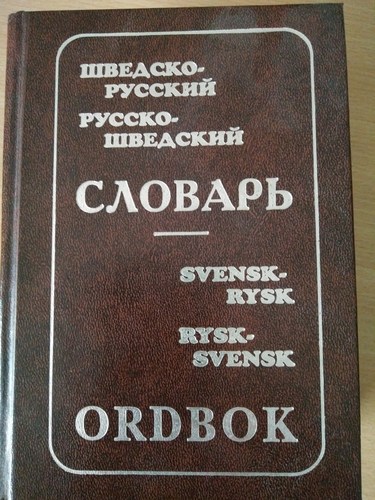 ШВЕДСКО-
РУССКИЙ
РУССКО-
ШВЕДСКИЙ
СЛОВАРЬ
SVENSK-
RYSK
RYSK-
SVENSK
ORDBOK